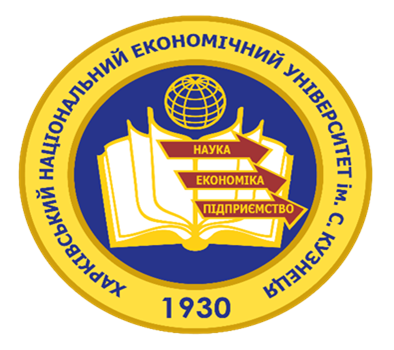 ХАРКІВСЬКИЙ НАЦІОНАЛЬНИЙ ЕКОНОМІЧНИЙ УНІВЕРСИТЕТ ім. С. КУЗНЕЦЯ
НАУКА
ЕКОНОМІКА
ПІДПРИЄМСТВО
1930